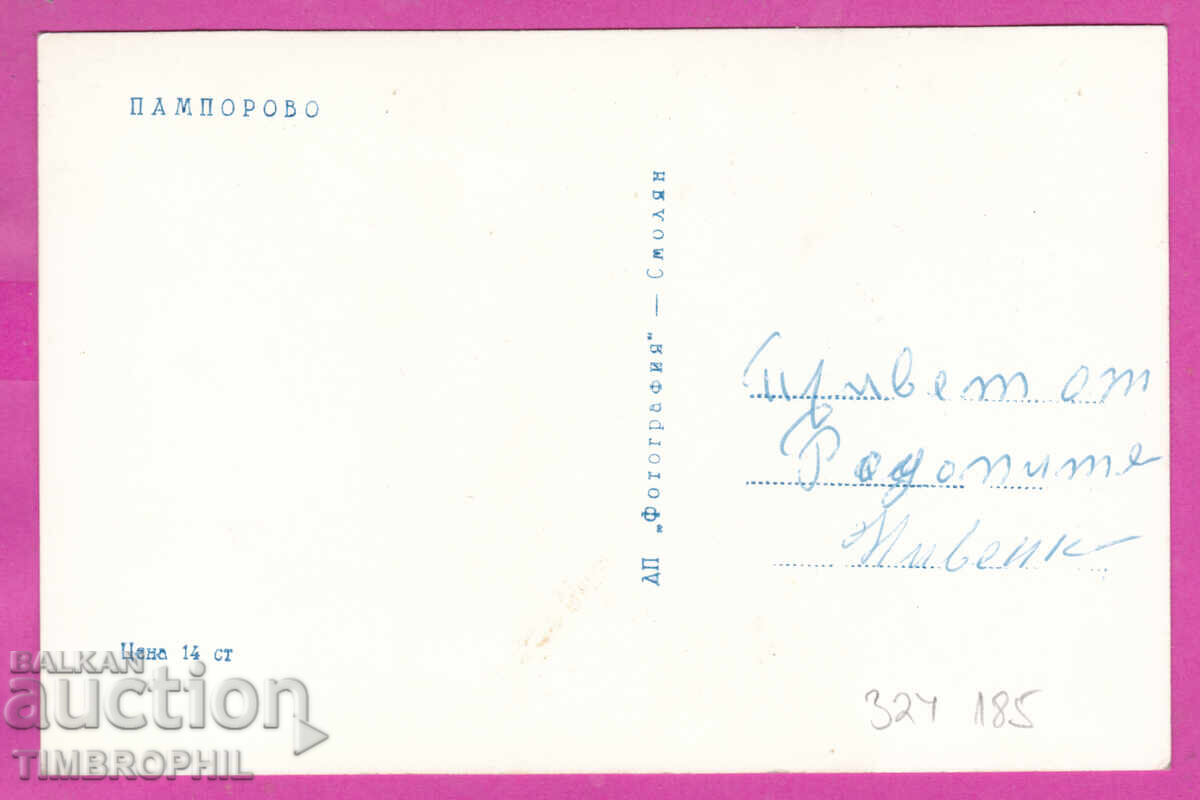 ПАМПОРОВО
Цена 14 ст
ДП „Фотография" — Смолян
Привет от
Родопите
324 185
BALKAN
auction
TIMBROPHIL